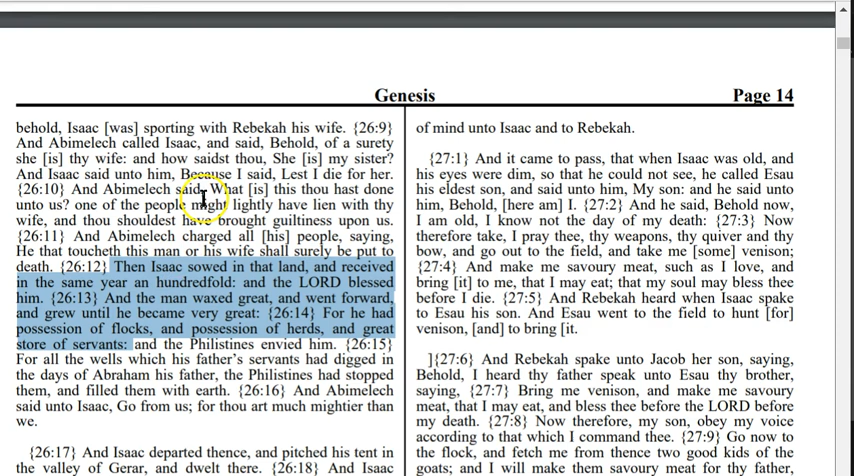 Genesis Page 14
behold, Isaac [was] sporting with Rebekah his wife. {26:9}
And Abimelech called Isaac, and said, Behold, of a surety
she [is] thy wife: and how saidst thou, She [is] my sister?
And Isaac said unto him, Because I said, Lest I die for her.
{26:10} And Abimelech said, What [is] this thou hast done
unto us? one of the people might lightly have lien with thy
wife, and thou shouldest have brought guiltiness upon us.
{26:11} And Abimelech charged all [his] people, saying,
He that toucheth this man or his wife shall surely be put to
death. {26:12} Then Isaac sowed in that land, and received
in the same year an hundredfold: and the LORD blessed
him. {26:13} And the man waxed great, and went forward,
and grew until he became very great: {26:14} For he had
possession of flocks, and possession of herds, and great
store of servants: and the Philistines envied him. {26:15}
For all the wells which his father's servants had digged in
the days of Abraham his father, the Philistines had stopped
them, and filled them with earth. {26:16} And Abimelech
said unto Isaac, Go from us; for thou art much mightier than
we.
{26:17} And Isaac departed thence, and pitched his tent in
the valley of Gerar, and dwelt there. {26:18} And Isaac
of mind unto Isaac and to Rebekah.
{27:1} And it came to pass, that when Isaac was old, and
his eyes were dim, so that he could not see, he called Esau
his eldest son, and said unto him, My son: and he said unto
him, Behold, [here am] I. {27:2} And he said, Behold now,
I am old, I know not the day of my death: {27:3} Now
therefore take, I pray thee, thy weapons, thy quiver and thy
bow, and go out to the field, and take me [some] venison;
{27:4} And make me savoury meat, such as I love, and
bring [it] to me, that I may eat; that my soul may bless thee
before I die. {27:5} And Rebekah heard when Isaac spake
to Esau his son. And Esau went to the field to hunt [for]
venison, [and] to bring [it.
]{27:6} And Rebekah spake unto Jacob her son, saying,
Behold, I heard thy father speak unto Esau thy brother,
saying, {27:7} Bring me venison, and make me savoury
meat, that I may eat, and bless thee before the LORD before
my death. {27:8} Now therefore, my son, obey my voice
according to that which I command thee. {27:9} Go now to
the flock, and fetch me from thence two good kids of the
goats; and I will make them savoury meat for thy father,